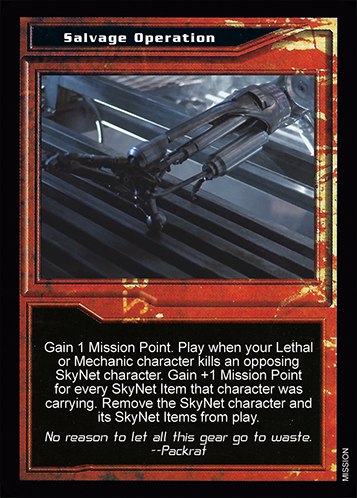 Salvage Operation
Gain 1 Mission Point. Play when your Lethal
or Mechanic character kills an opposing
SkyNet character. Gain +1 Mission Point
for every SkyNet Item that character was
carrying. Remove the SkyNet character and
its SkyNet Items from play.
No reason to let all this gear go to waste.
--Packrat
MISSION